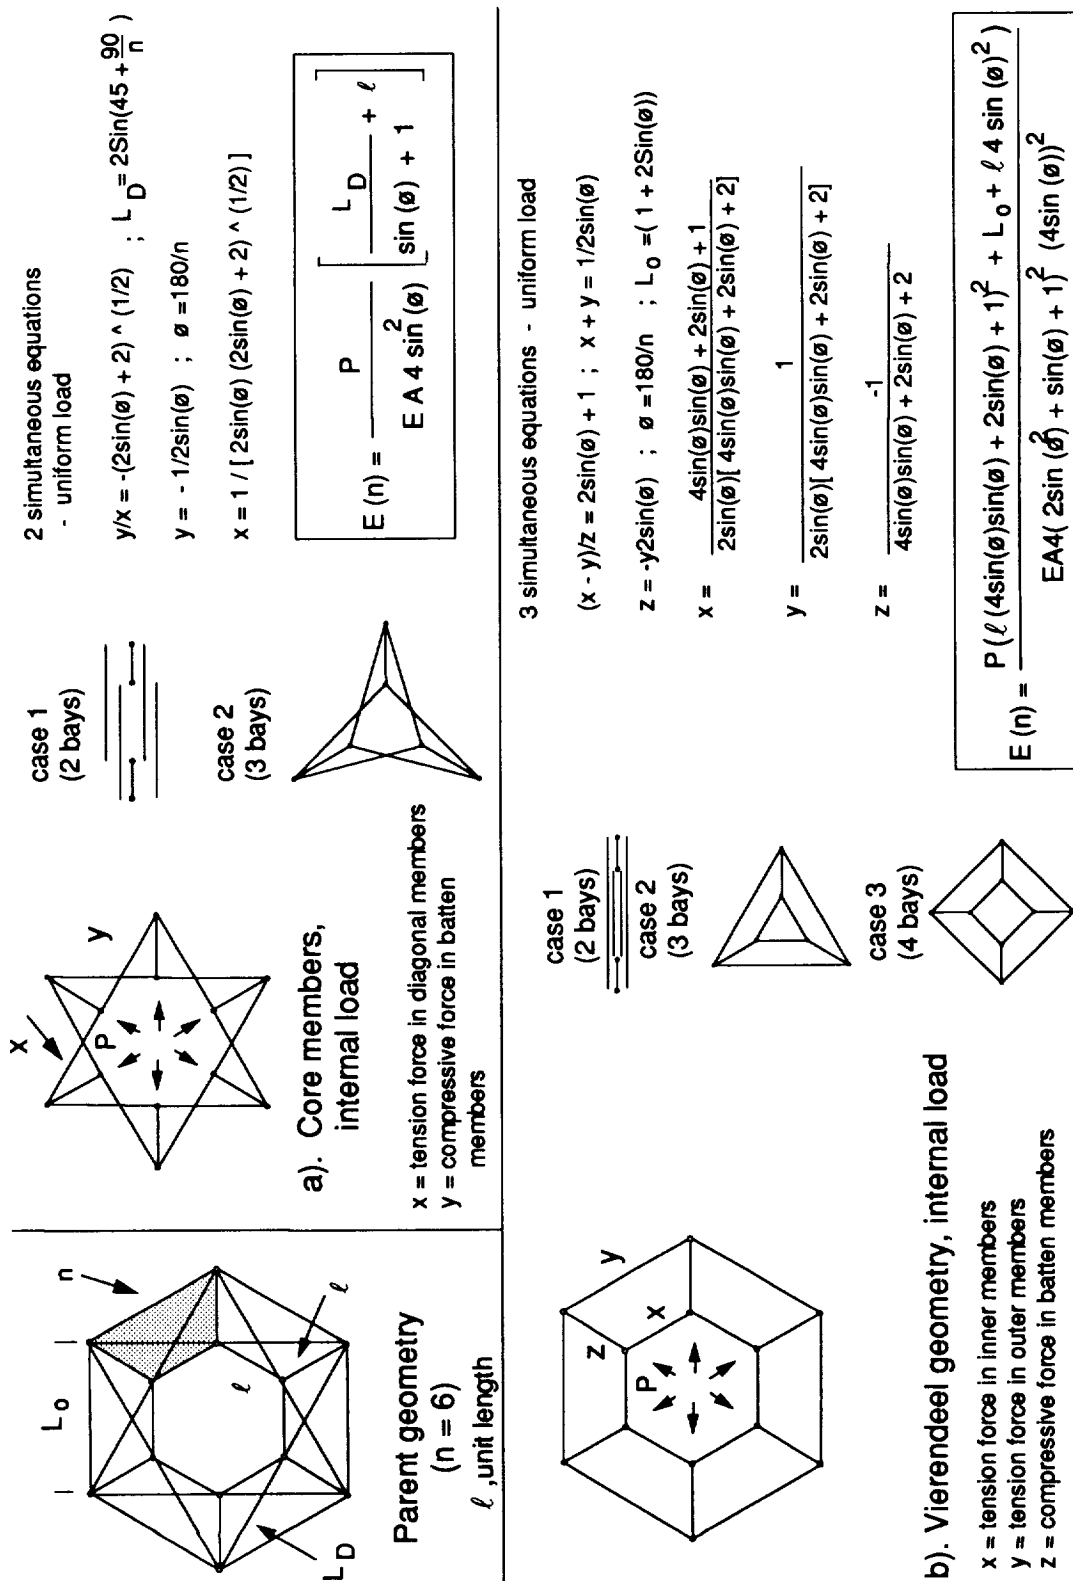 L o
n
ℓ
ℓ
L D
Parent geometry
(n = 6)
ℓ ,unit length
x
P
y
a). Core members,
internal load
x = tension force in diagonal members
y = compressive force in batten
members
case 1
(2 bays)
case 2
(3 bays)
2 simultaneous equations
- uniform load
y/x = -(2sin(ø) + 2) ^ (1/2) ; L D = 2Sin(45 + 90/n )
y = - 1/2sin(ø) ; ø =180/n
x = 1 / [ 2sin(ø) (2sin(ø) + 2) ^ (1/2) ]
E (n) = P / E A 4 sin²(ø) [ L D / sin (ø) + 1 + ℓ ]
z
y
x
P
b). Vierendeel geometry, internal load
x = tension force in inner members
y = tension force in outer members
z = compressive force in batten members
case 1
(2 bays)
case 2
(3 bays)
case 3
(4 bays)
3 simultaneous equations - uniform load
(x - y)/z = 2sin(ø) + 1 ; x + y = 1/2sin(ø)
z = -y2sin(ø) ; ø =180/n ; L o =( 1 + 2Sin(ø))
x = 4sin(ø)sin(ø) + 2sin(ø) + 1 / 2sin(ø)[ 4sin(ø)sin(ø) + 2sin(ø) + 2]
y = 1 / 2sin(ø)[ 4sin(ø)sin(ø) + 2sin(ø) + 2]
z = -1 / 4sin(ø)sin(ø) + 2sin(ø) + 2
E (n) = P(ℓ (4sin(ø)sin(ø) + 2sin(ø) + 1)² + L o + ℓ 4 sin (ø)² ) / EA4( 2sin (ø)² + sin(ø) + 1)² (4sin (ø))²